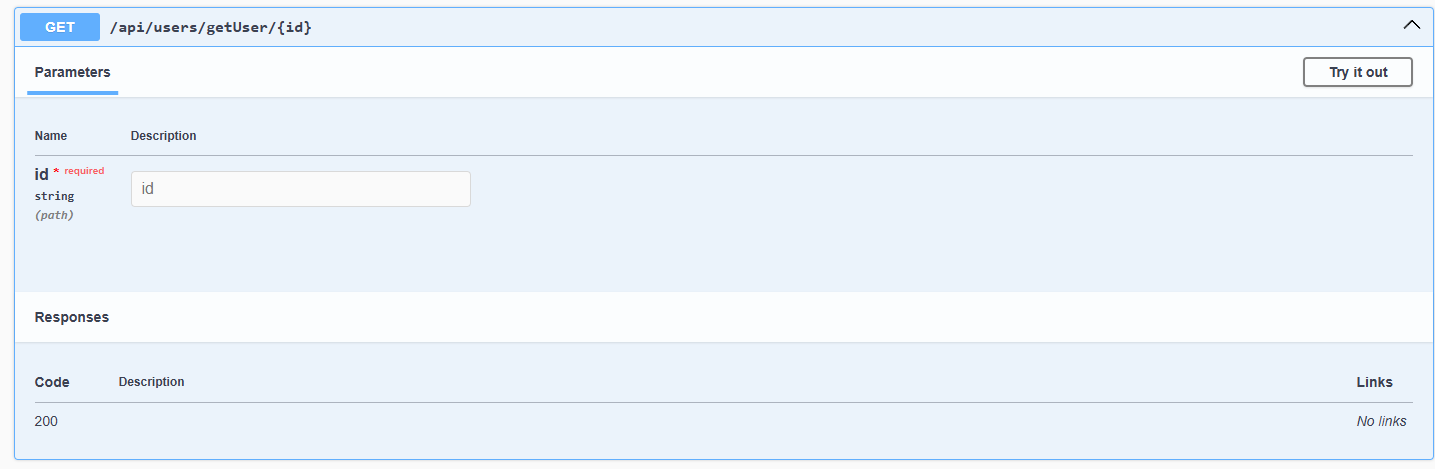 GET /api/users/getUser/{id}
Parameters
Try it out
Name Description
id * required
string
(path)
id
Responses
Code Description Links
200 No links